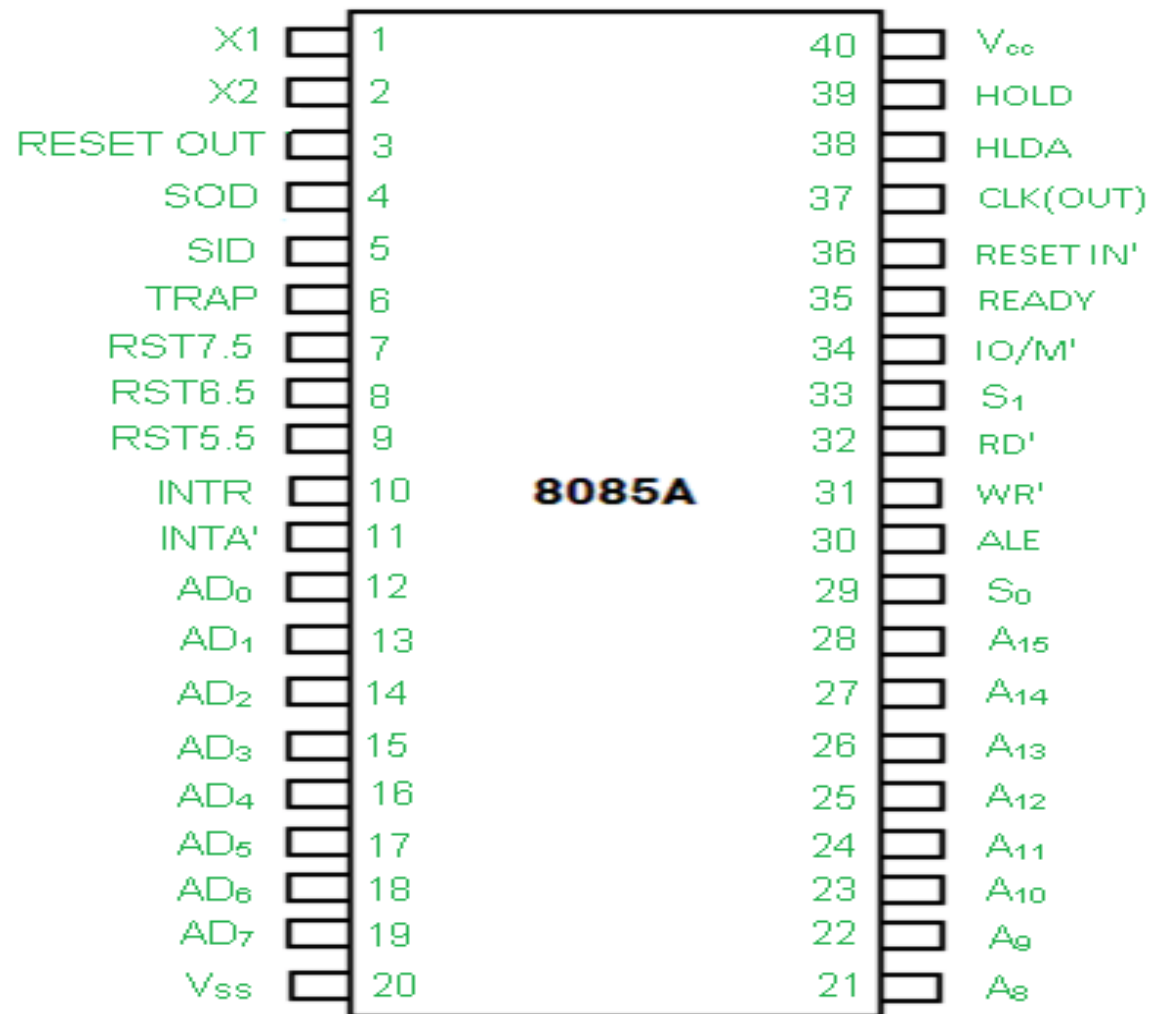 X1 1 40 Vcc
X2 2 39 HOLD
RESET OUT 3 38 HLDA
SOD 4 37 CLK(OUT)
SID 5 36 RESET IN'
TRAP 6 35 READY
RST7.5 7 34 IO/M'
RST6.5 8 33 S₁
RST5.5 9 32 RD'
INTR 10 8085A 31 WR'
INTA' 11 30 ALE
AD₀ 12 29 S₀
AD₁ 13 28 A₁₅
AD₂ 14 27 A₁₄
AD₃ 15 26 A₁₃
AD₄ 16 25 A₁₂
AD₅ 17 24 A₁₁
AD₆ 18 23 A₁₀
AD₇ 19 22 A₉
Vss 20 21 A₈